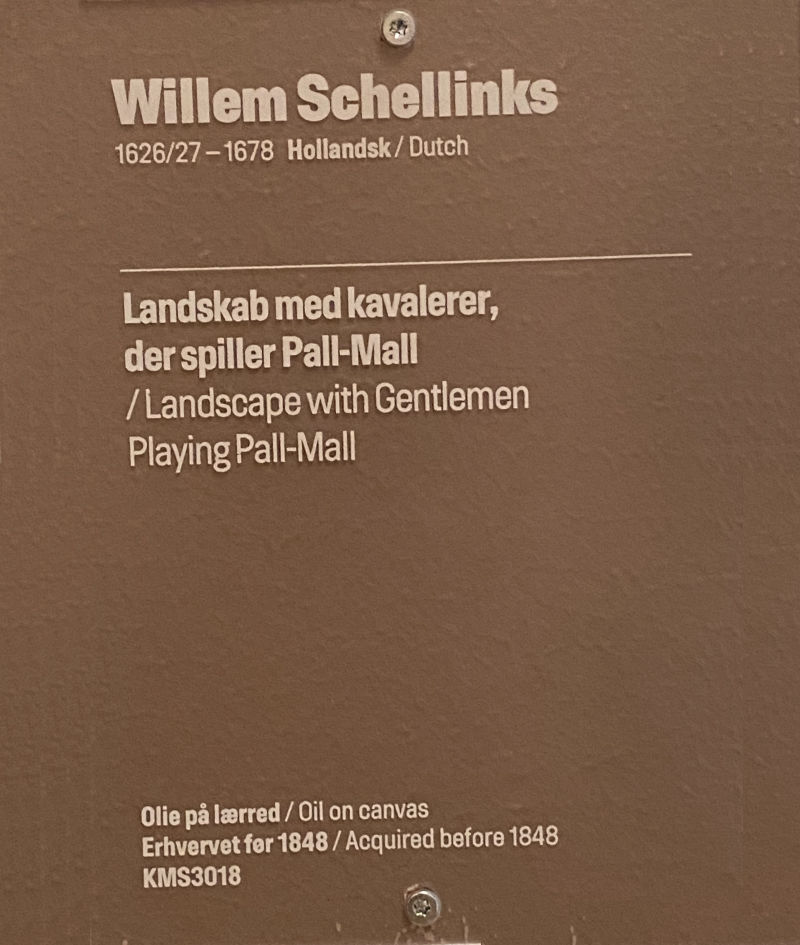 Willem Schellinks
1626/27 – 1678 Hollandsk / Dutch
Landskab med kavalerer,
der spiller Pall-Mall
/ Landscape with Gentlemen
Playing Pall-Mall
Olie på lærred / Oil on canvas
Erhvervet før 1848 / Acquired before 1848
KMS3018